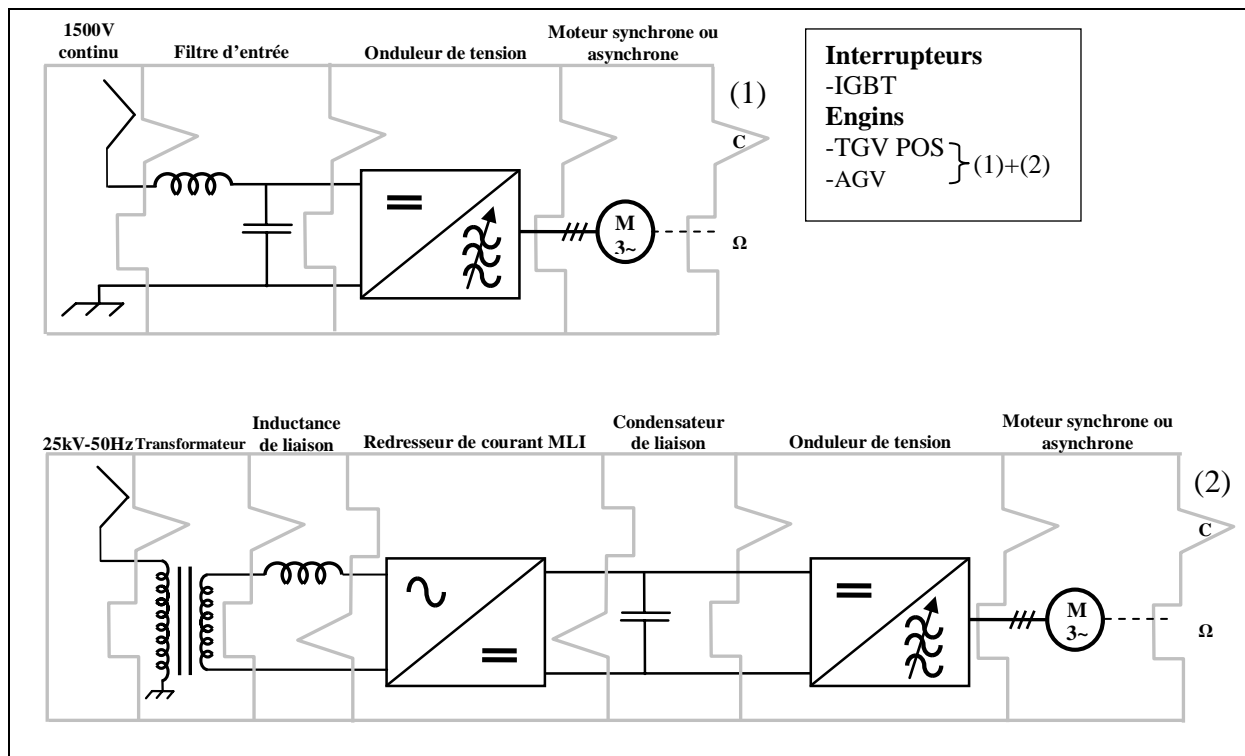 1500V
continu
Filtre d'entrée
Onduleur de tension
Moteur synchrone ou
asynchrone
(1)
C
M
3~
Ω
Interrupteurs
-IGBT
Engins
-TGV POS
-AGV
(1)+(2)
25kV-50Hz
Transformateur
Inductance
de liaison
Redresseur de courant MLI
Condensateur
de liaison
Onduleur de tension
Moteur synchrone ou
asynchrone
(2)
C
M
3~
Ω